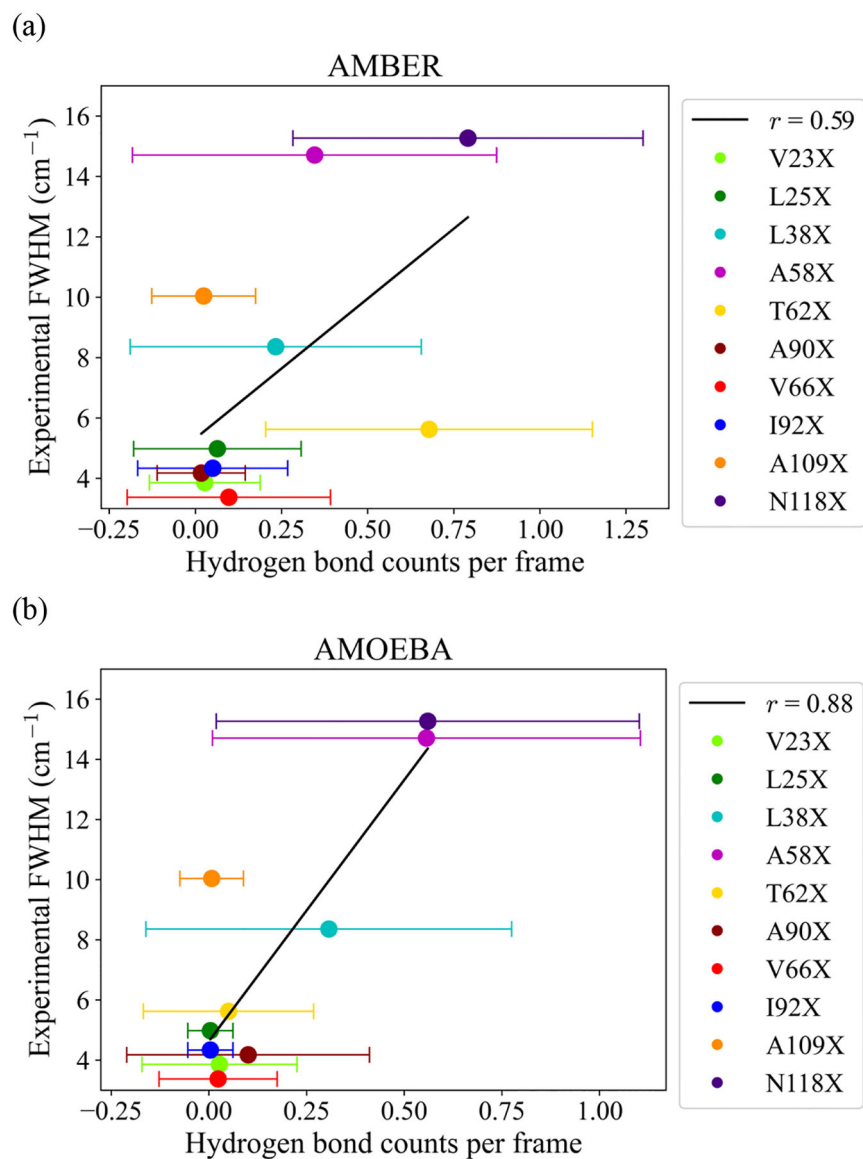 (a)
AMBER
Experimental FWHM (cm⁻¹)
16
14
12
10
8
6
4
−0.25 0.00 0.25 0.50 0.75 1.00 1.25
Hydrogen bond counts per frame
r = 0.59
V23X
L25X
L38X
A58X
T62X
A90X
V66X
I92X
A109X
N118X
(b)
AMOEBA
Experimental FWHM (cm⁻¹)
16
14
12
10
8
6
4
−0.25 0.00 0.25 0.50 0.75 1.00
Hydrogen bond counts per frame
r = 0.88
V23X
L25X
L38X
A58X
T62X
A90X
V66X
I92X
A109X
N118X